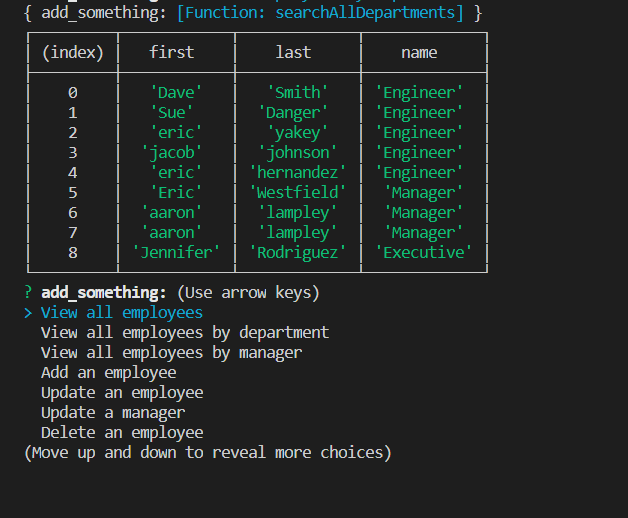 { add_something: [Function: searchAllDepartments] }
(index) first last name
0 'Dave' 'Smith' 'Engineer'
1 'Sue' 'Danger' 'Engineer'
2 'eric' 'yakey' 'Engineer'
3 'jacob' 'johnson' 'Engineer'
4 'eric' 'hernandez' 'Engineer'
5 'Eric' 'Westfield' 'Manager'
6 'aaron' 'lampley' 'Manager'
7 'aaron' 'lampley' 'Manager'
8 'Jennifer' 'Rodriguez' 'Executive'
? add_something: (Use arrow keys)
> View all employees
View all employees by department
View all employees by manager
Add an employee
Update an employee
Update a manager
Delete an employee
(Move up and down to reveal more choices)